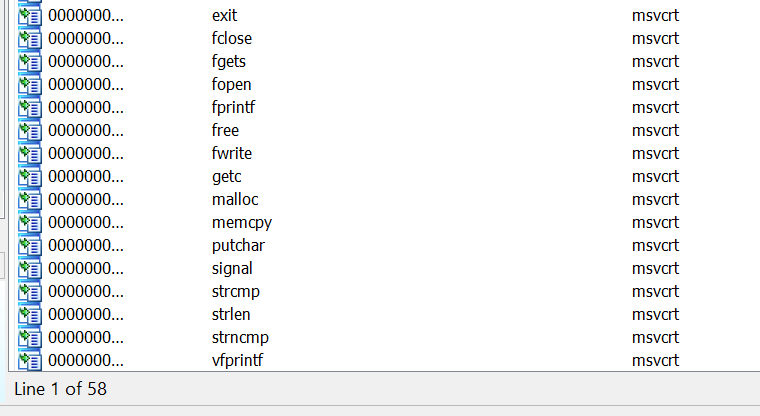 0000000... exit msvcrt
0000000... fclose msvcrt
0000000... fgets msvcrt
0000000... fopen msvcrt
0000000... fprintf msvcrt
0000000... free msvcrt
0000000... fwrite msvcrt
0000000... getc msvcrt
0000000... malloc msvcrt
0000000... memcpy msvcrt
0000000... putchar msvcrt
0000000... signal msvcrt
0000000... strcmp msvcrt
0000000... strlen msvcrt
0000000... strncmp msvcrt
0000000... vfprintf msvcrt
Line 1 of 58